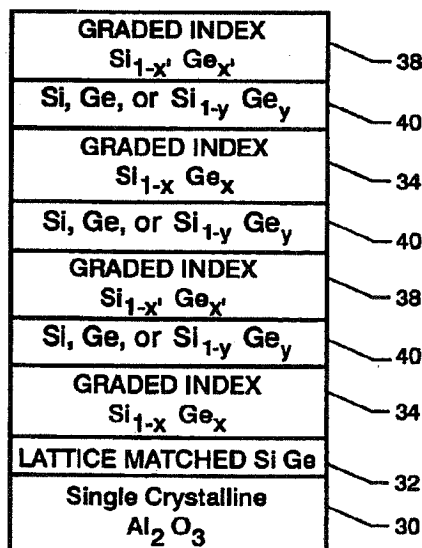 GRADED INDEX
Si1-x' Gex'
38
Si, Ge, or Si1-y Gey
40
GRADED INDEX
Si1-x Gex
34
Si, Ge, or Si1-y Gey
40
GRADED INDEX
Si1-x' Gex'
38
Si, Ge, or Si1-y Gey
40
GRADED INDEX
Si1-x Gex
34
LATTICE MATCHED Si Ge
32
Single Crystalline
Al2 O3
30